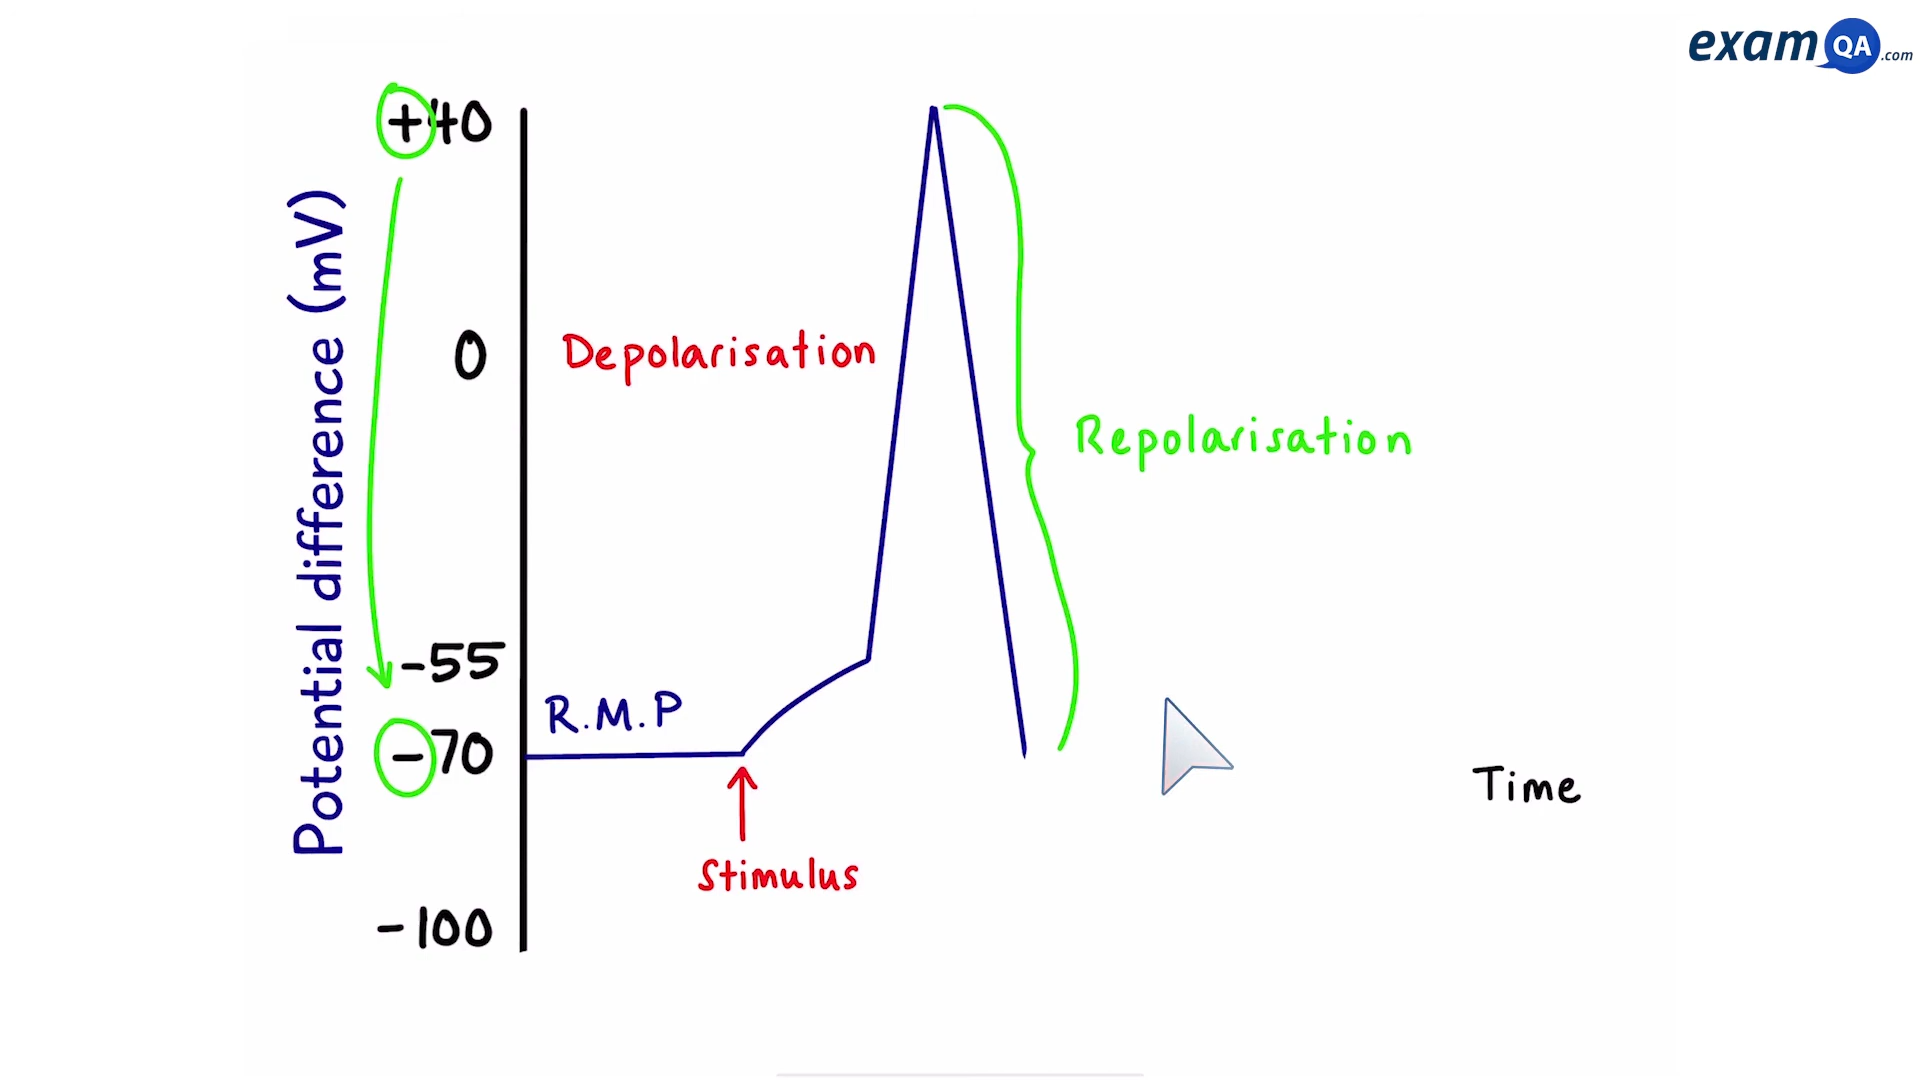 examQA.com
+40
Potential difference (mV)
0
Depolarisation
Repolarisation
-55
R.M.P
-70
Time
Stimulus
-100